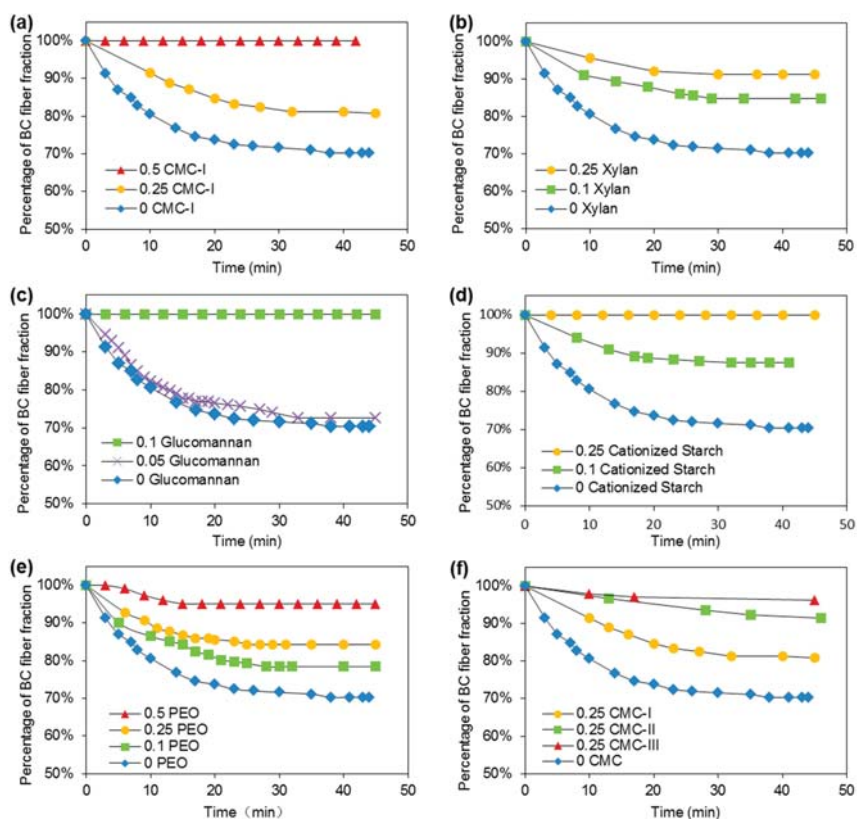 (a)
100%
90%
80%
70%
60%
50%
Percentage of BC fiber fraction
0.5 CMC-I
0.25 CMC-I
0 CMC-I
0 10 20 30 40 50
Time (min)
(b)
100%
90%
80%
70%
60%
50%
Percentage of BC fiber fraction
0.25 Xylan
0.1 Xylan
0 Xylan
0 10 20 30 40 50
Time (min)
(c)
100%
90%
80%
70%
60%
50%
Percentage of BC fiber fraction
0.1 Glucomannan
0.05 Glucomannan
0 Glucomannan
0 10 20 30 40 50
Time (min)
(d)
100%
90%
80%
70%
60%
50%
Percentage of BC fiber fraction
0.25 Cationized Starch
0.1 Cationized Starch
0 Cationized Starch
0 10 20 30 40 50
Time (min)
(e)
100%
90%
80%
70%
60%
50%
Percentage of BC fiber fraction
0.5 PEO
0.25 PEO
0.1 PEO
0 PEO
0 10 20 30 40 50
Time（min）
(f)
100%
90%
80%
70%
60%
50%
Percentage of BC fiber fraction
0.25 CMC-I
0.25 CMC-II
0.25 CMC-III
0 CMC
0 10 20 30 40 50
Time (min)